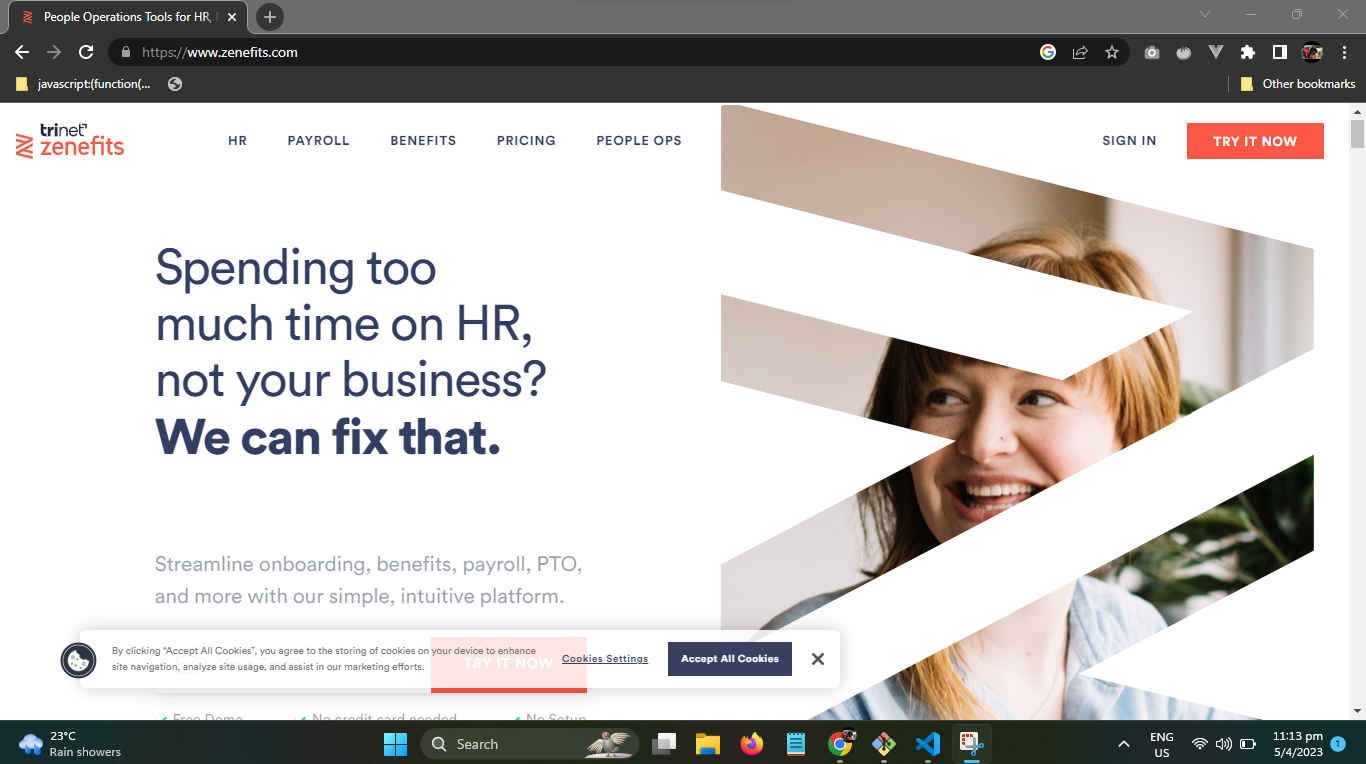 People Operations Tools for HR,
https://www.zenefits.com
javascript:(function(...
Other bookmarks
trinet
zenefits
HR
PAYROLL
BENEFITS
PRICING
PEOPLE OPS
SIGN IN
TRY IT NOW
Spending too
much time on HR,
not your business?
We can fix that.
Streamline onboarding, benefits, payroll, PTO,
and more with our simple, intuitive platform.
By clicking “Accept All Cookies”, you agree to the storing of cookies on your device to enhance
site navigation, analyze site usage, and assist in our marketing efforts.
TRY IT NOW
Cookies Settings
Accept All Cookies
Free Demo
No credit card needed
No Setup
23°C
Rain showers
Search
ENG
US
11:13 pm
5/4/2023
1